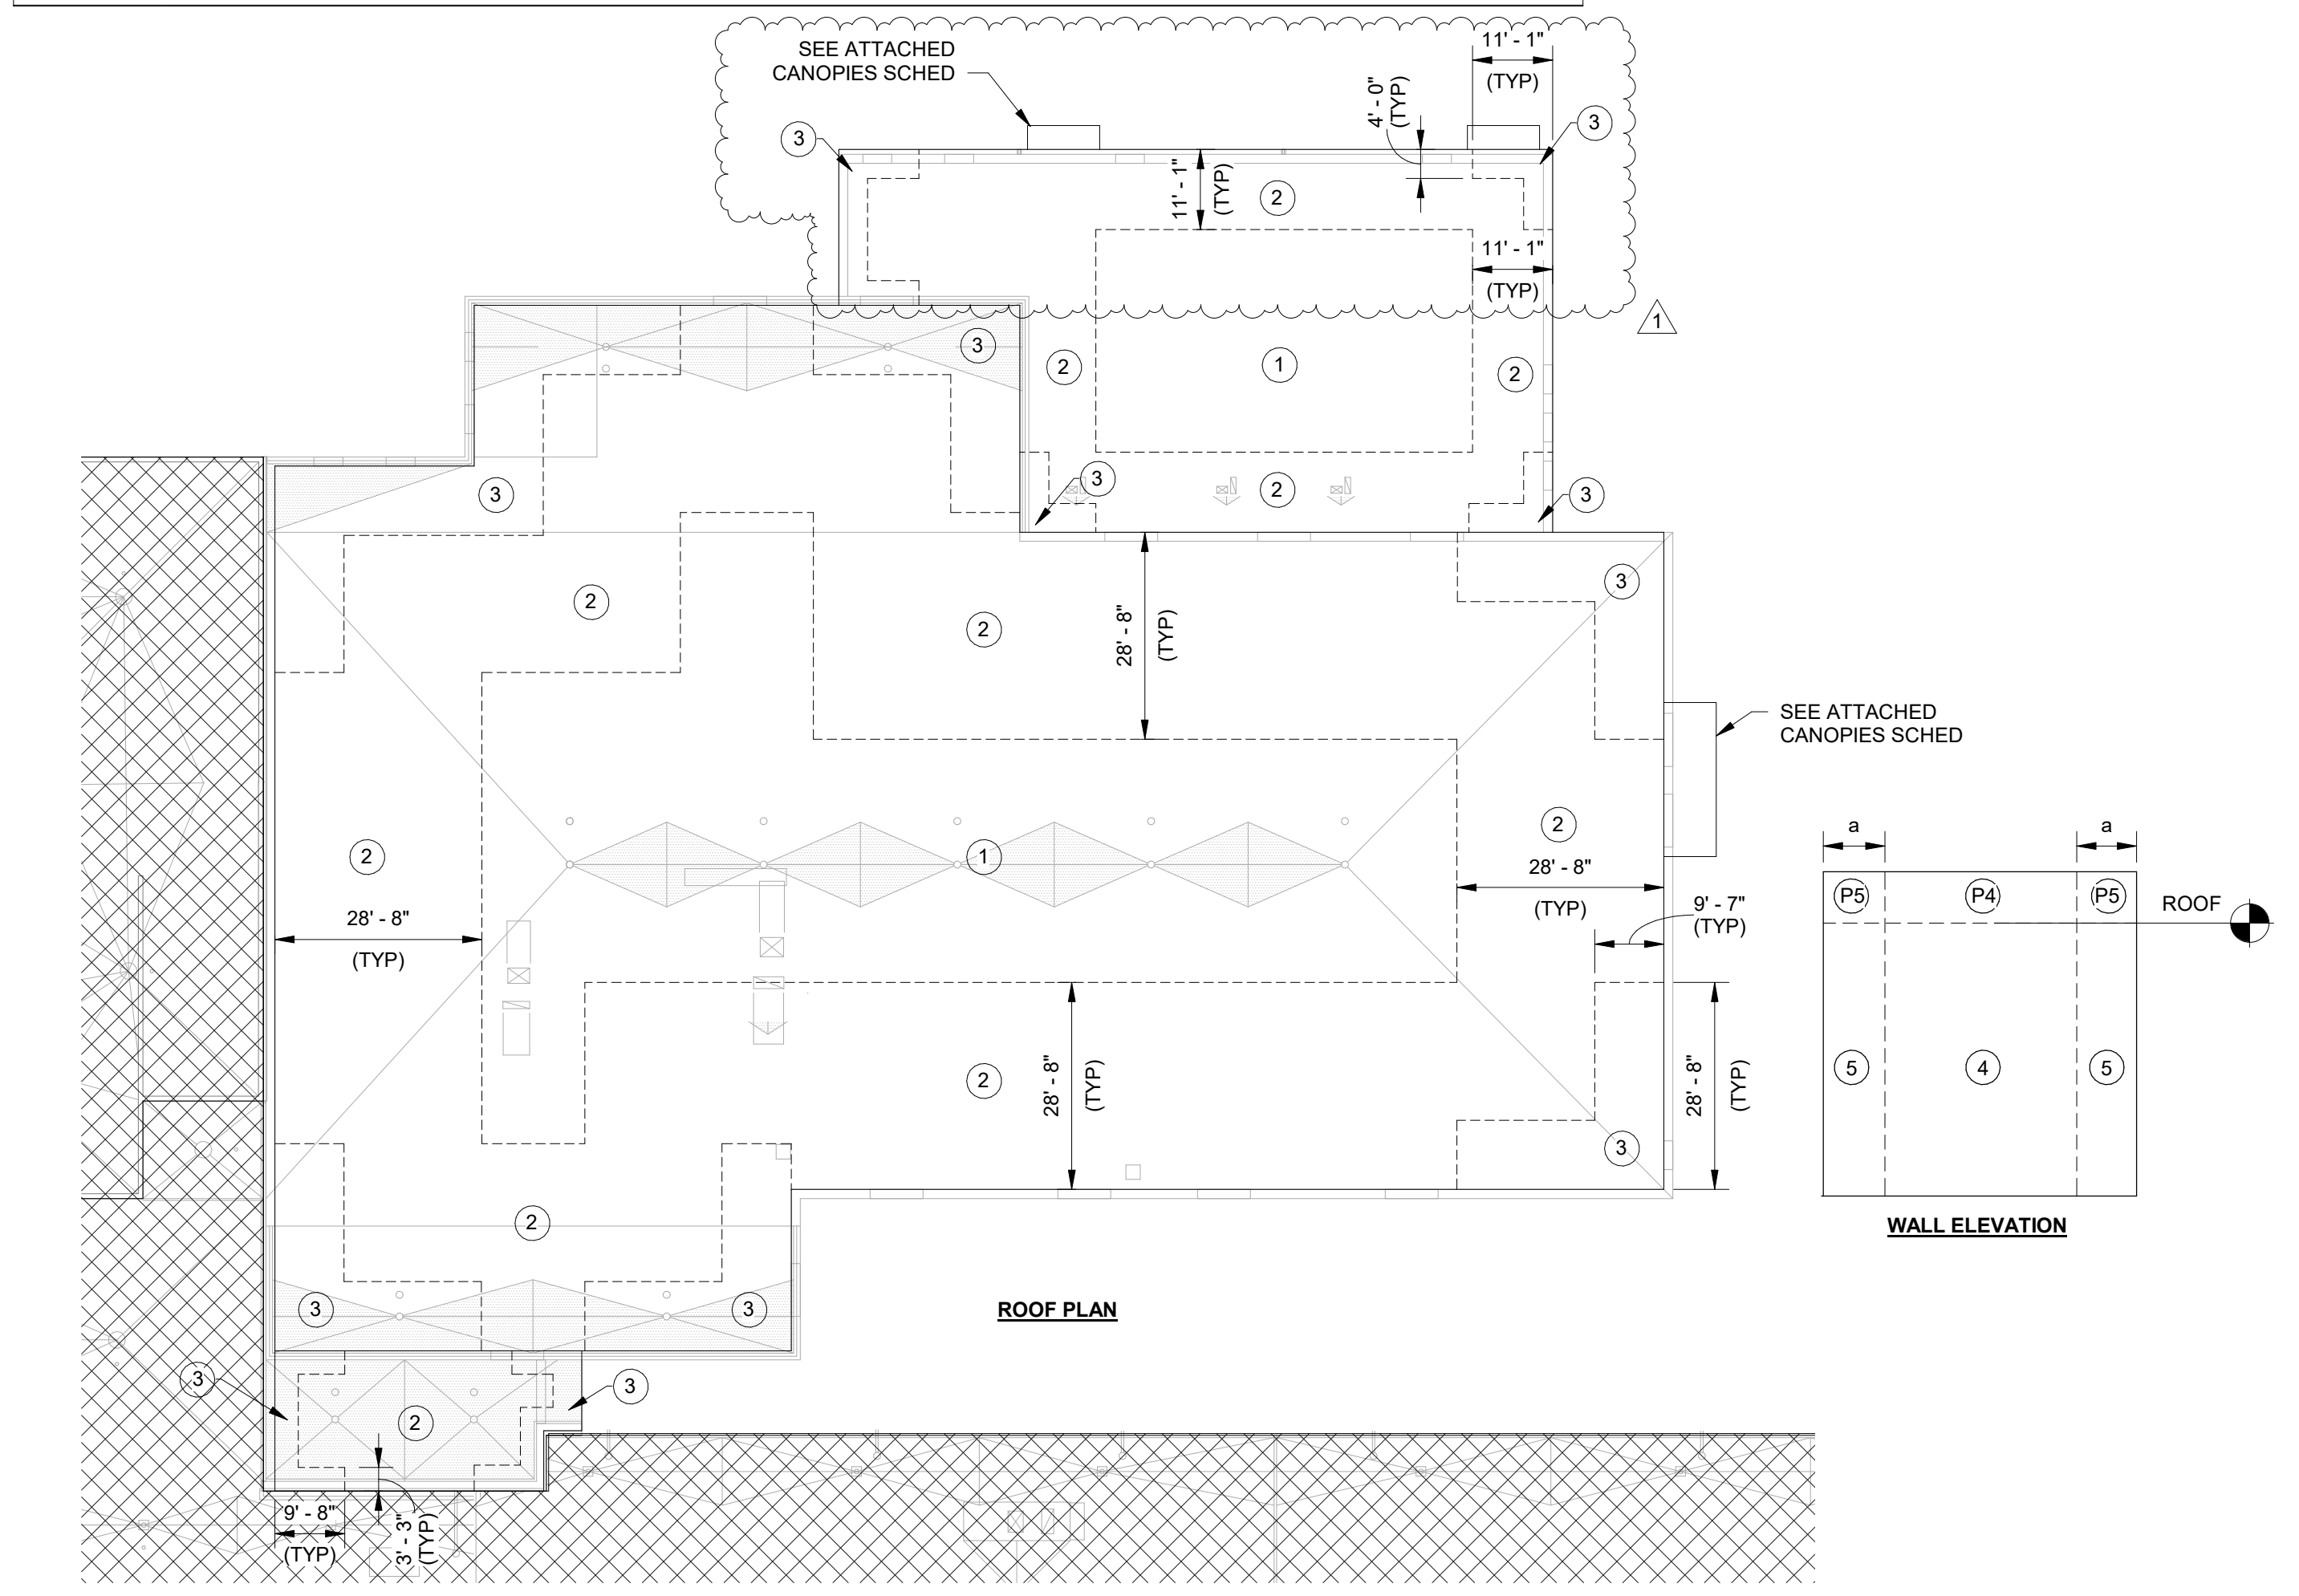 SEE ATTACHED
CANOPIES SCHED
11' - 1"
(TYP)
4' - 0"
(TYP)
3
3
11' - 1"
(TYP)
2
11' - 1"
(TYP)
1
3
2
1
2
3
3
2
3
3
2
2
28' - 8"
(TYP)
SEE ATTACHED
CANOPIES SCHED
2
1
2
28' - 8"
(TYP)
28' - 8"
(TYP)
9' - 7"
(TYP)
a
a
P5
P4
P5
ROOF
5
4
5
WALL ELEVATION
2
28' - 8"
(TYP)
28' - 8"
(TYP)
3
2
3
3
ROOF PLAN
3
3
2
9' - 8"
(TYP)
3' - 3"
(TYP)